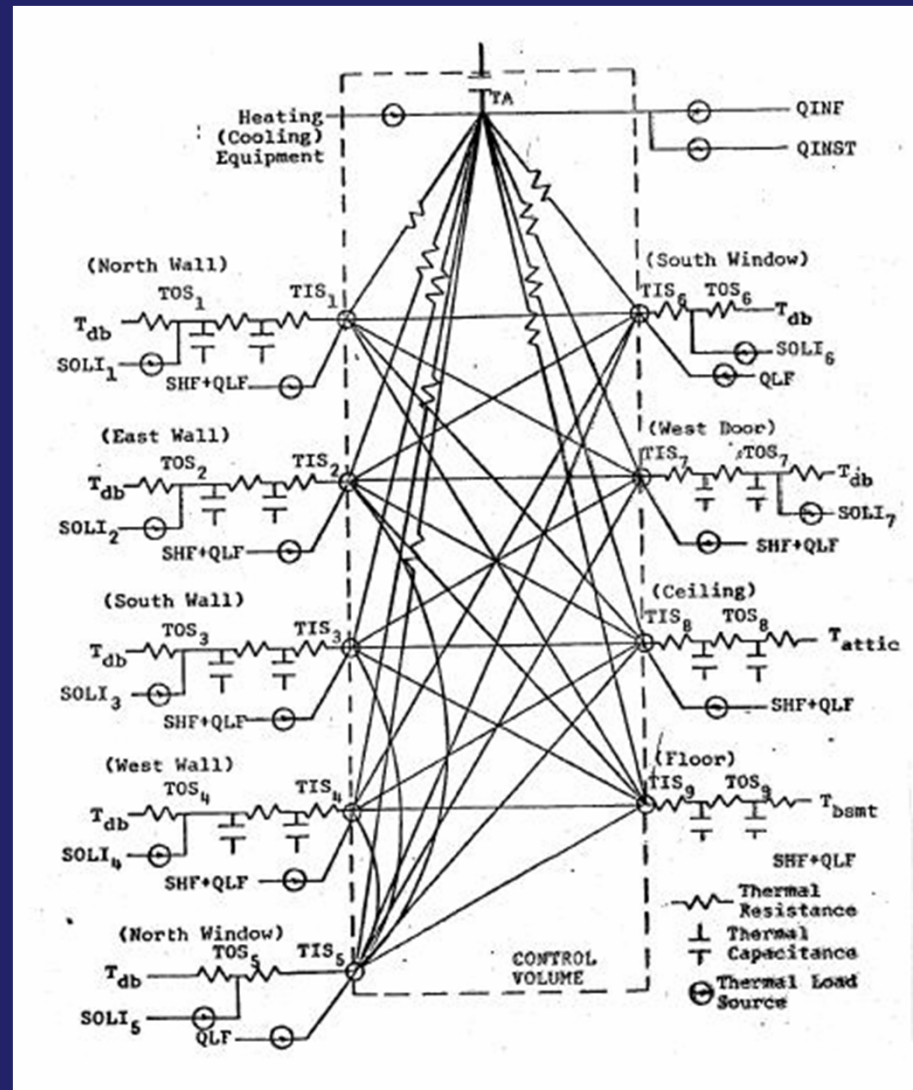 TA
Heating
(Cooling)
Equipment
QINF
QINST
(North Wall)
TOS1
TIS1
Tdb
SOLI1
SHF+QLF
(South Window)
TIS6
TOS6
Tdb
SOLI6
QLF
(East Wall)
TOS2
TIS2
Tdb
SOLI2
SHF+QLF
(West Door)
TIS7
TOS7
Tdb
SOLI7
SHF+QLF
(South Wall)
TOS3
TIS3
Tdb
SOLI3
SHF+QLF
(Ceiling)
TIS8
TOS8
Tattic
SHF+QLF
(West Wall)
TOS4
TIS4
Tdb
SOLI4
SHF+QLF
(Floor)
TIS9
TOS9
Tbsmt
SHF+QLF
(North Window)
TOS5
TIS5
Tdb
SOLI5
QLF
CONTROL
VOLUME
Thermal
Resistance
Thermal
Capacitance
Thermal Load
Source